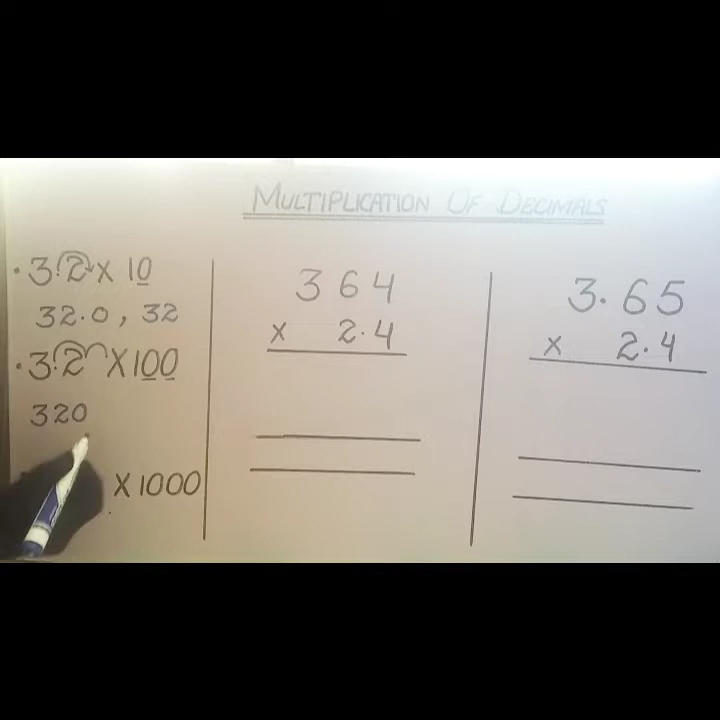 MULTIPLICATION OF DECIMALS
· 3.2 X 10
32.0, 32
· 3.2 X 100
320
X 1000
364
X 2.4
3.65
X 2.4